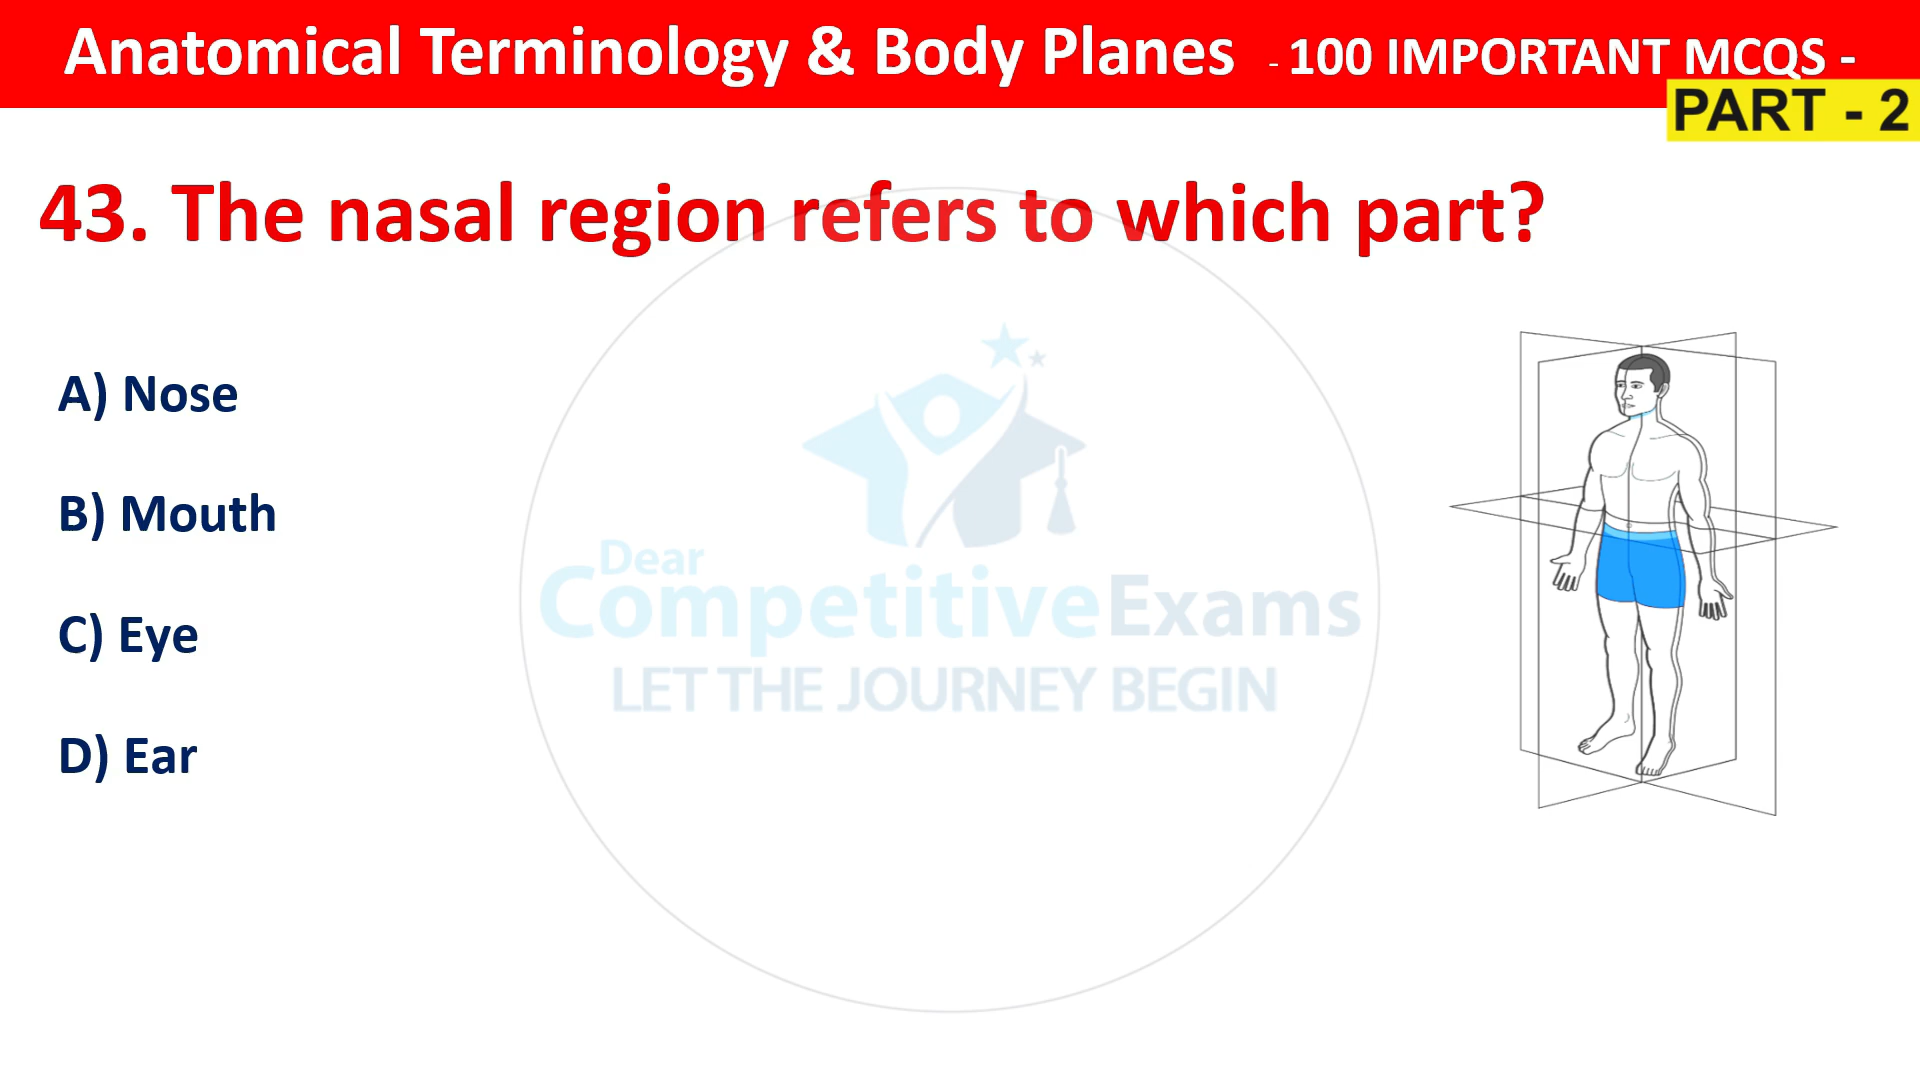 Anatomical Terminology & Body Planes - 100 IMPORTANT MCQS -
PART - 2
43. The nasal region refers to which part?
A) Nose
B) Mouth
C) Eye
D) Ear
Dear
CompetitiveExams
LET THE JOURNEY BEGIN